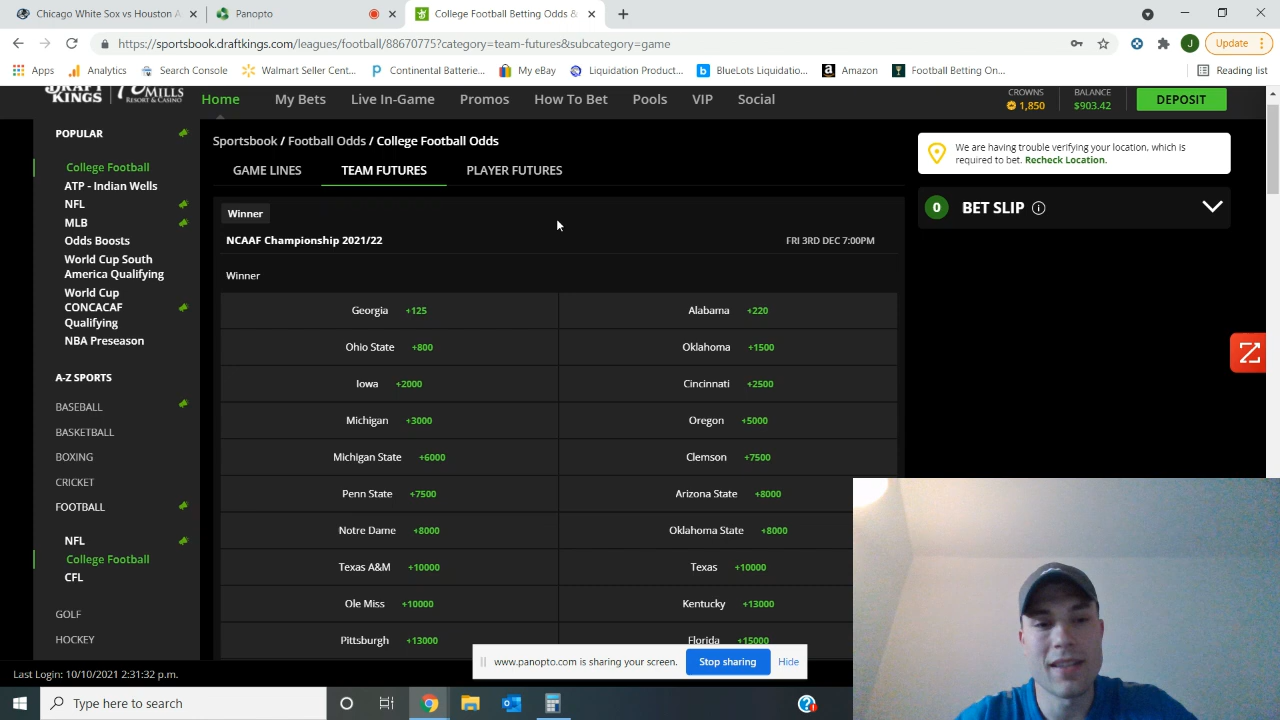 Chicago White Sox vs Houston A
Panopto
College Football Betting Odds &
https://sportsbook.draftkings.com/leagues/football/88670775?category=team-futures&subcategory=game
J
Update
Apps
Analytics
Search Console
Walmart Seller Cent...
Continental Batterie...
My eBay
Liquidation Product...
BlueLots Liquidatio...
Amazon
Football Betting On...
Reading list
KINGS
MILLS
RESORT & CASINO
Home
My Bets
Live In-Game
Promos
How To Bet
Pools
VIP
Social
CROWNS
1,850
BALANCE
$903.42
DEPOSIT
POPULAR
College Football
ATP - Indian Wells
NFL
MLB
Odds Boosts
World Cup South
America Qualifying
World Cup
CONCACAF
Qualifying
NBA Preseason
A-Z SPORTS
BASEBALL
BASKETBALL
BOXING
CRICKET
FOOTBALL
NFL
College Football
CFL
GOLF
HOCKEY
Sportsbook / Football Odds / College Football Odds
GAME LINES
TEAM FUTURES
PLAYER FUTURES
Winner
NCAAF Championship 2021/22
FRI 3RD DEC 7:00PM
Winner
Georgia +125
Alabama +220
Ohio State +800
Oklahoma +1500
Iowa +2000
Cincinnati +2500
Michigan +3000
Oregon +5000
Michigan State +6000
Clemson +7500
Penn State +7500
Arizona State +8000
Notre Dame +8000
Oklahoma State +8000
Texas A&M +10000
Texas +10000
Ole Miss +10000
Kentucky +13000
Pittsburgh +13000
Florida +15000
We are having trouble verifying your location, which is
required to bet. Recheck Location.
0 BET SLIP
www.panopto.com is sharing your screen.
Stop sharing
Hide
Last Login: 10/10/2021 2:31:32 p.m.
Type here to search